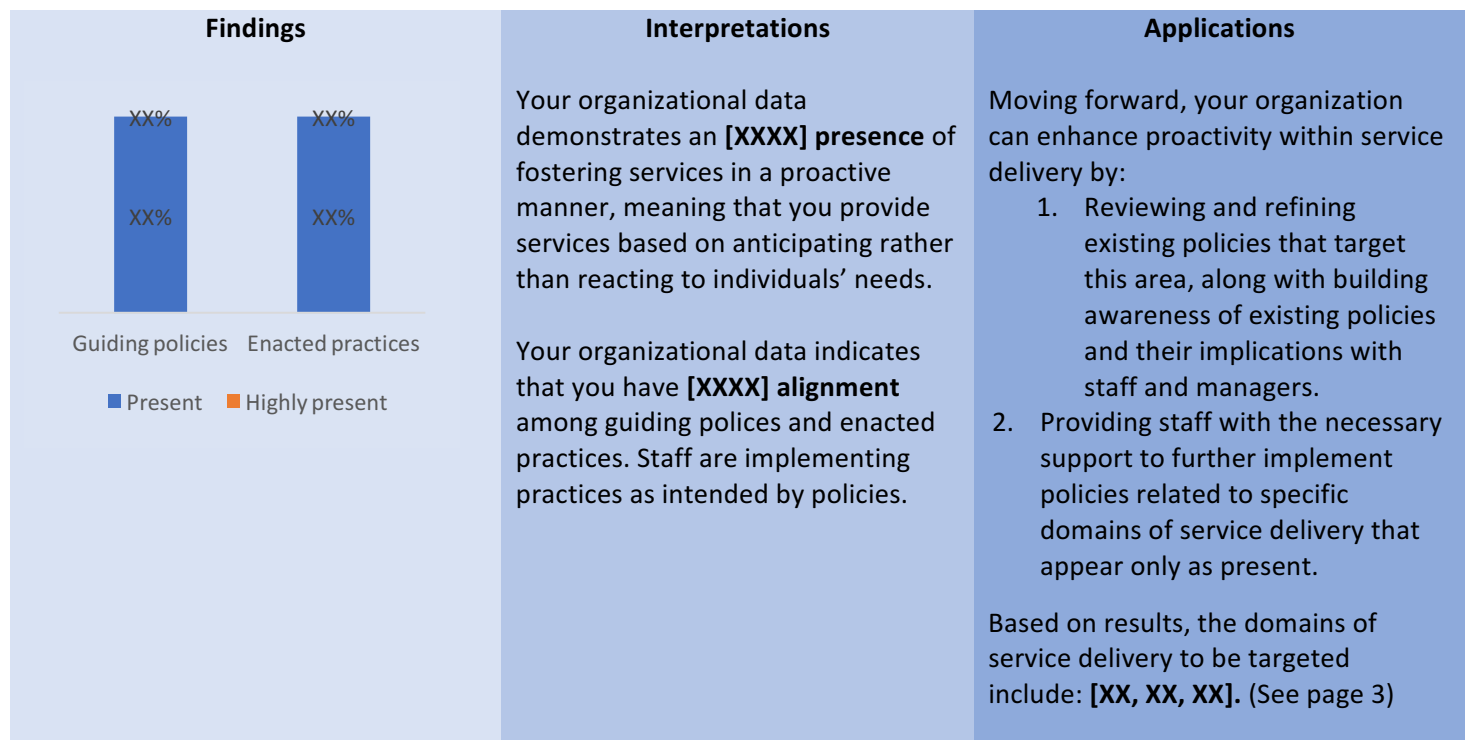 Findings
XX% XX%
XX% XX%
Guiding policies Enacted practices
Present Highly present
Interpretations
Your organizational data
demonstrates an [XXXX] presence of
fostering services in a proactive
manner, meaning that you provide
services based on anticipating rather
than reacting to individuals’ needs.
Your organizational data indicates
that you have [XXXX] alignment
among guiding polices and enacted
practices. Staff are implementing
practices as intended by policies.
Applications
Moving forward, your organization
can enhance proactivity within service
delivery by:
1. Reviewing and refining
existing policies that target
this area, along with building
awareness of existing policies
and their implications with
staff and managers.
2. Providing staff with the necessary
support to further implement
policies related to specific
domains of service delivery that
appear only as present.
Based on results, the domains of
service delivery to be targeted
include: [XX, XX, XX]. (See page 3)